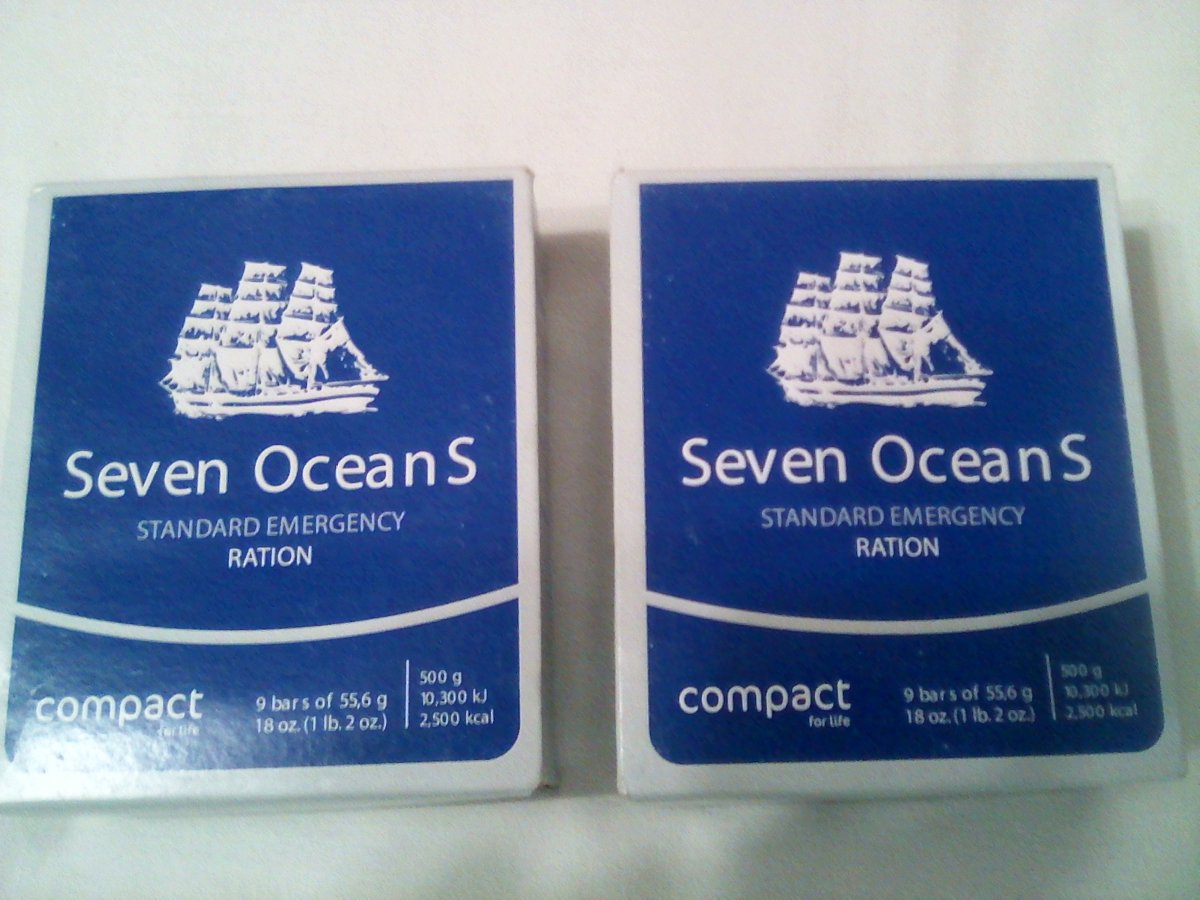 Seven OceanS
STANDARD EMERGENCY
RATION
compact
for life
9 bars of 55,6 g
18 oz. (1 lb. 2 oz.)
500 g
10,300 kJ
2,500 kcal
Seven OceanS
STANDARD EMERGENCY
RATION
compact
for life
9 bars of 55,6 g
18 oz. (1 lb. 2 oz.)
500 g
10,300 kJ
2,500 kcal